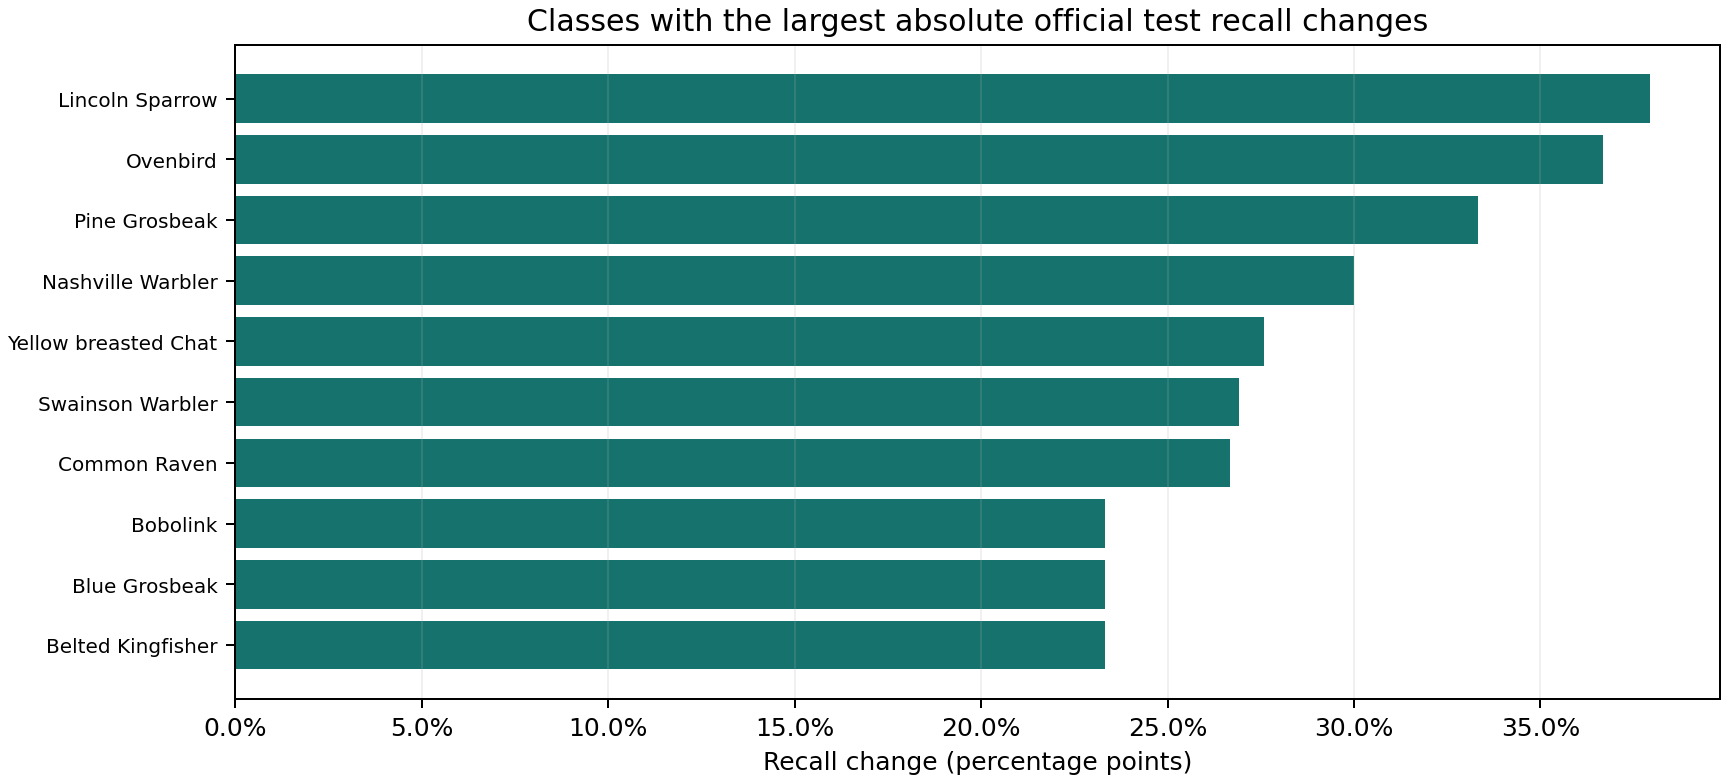 Classes with the largest absolute official test recall changes
Lincoln Sparrow
Ovenbird
Pine Grosbeak
Nashville Warbler
Yellow breasted Chat
Swainson Warbler
Common Raven
Bobolink
Blue Grosbeak
Belted Kingfisher
0.0% 5.0% 10.0% 15.0% 20.0% 25.0% 30.0% 35.0%
Recall change (percentage points)